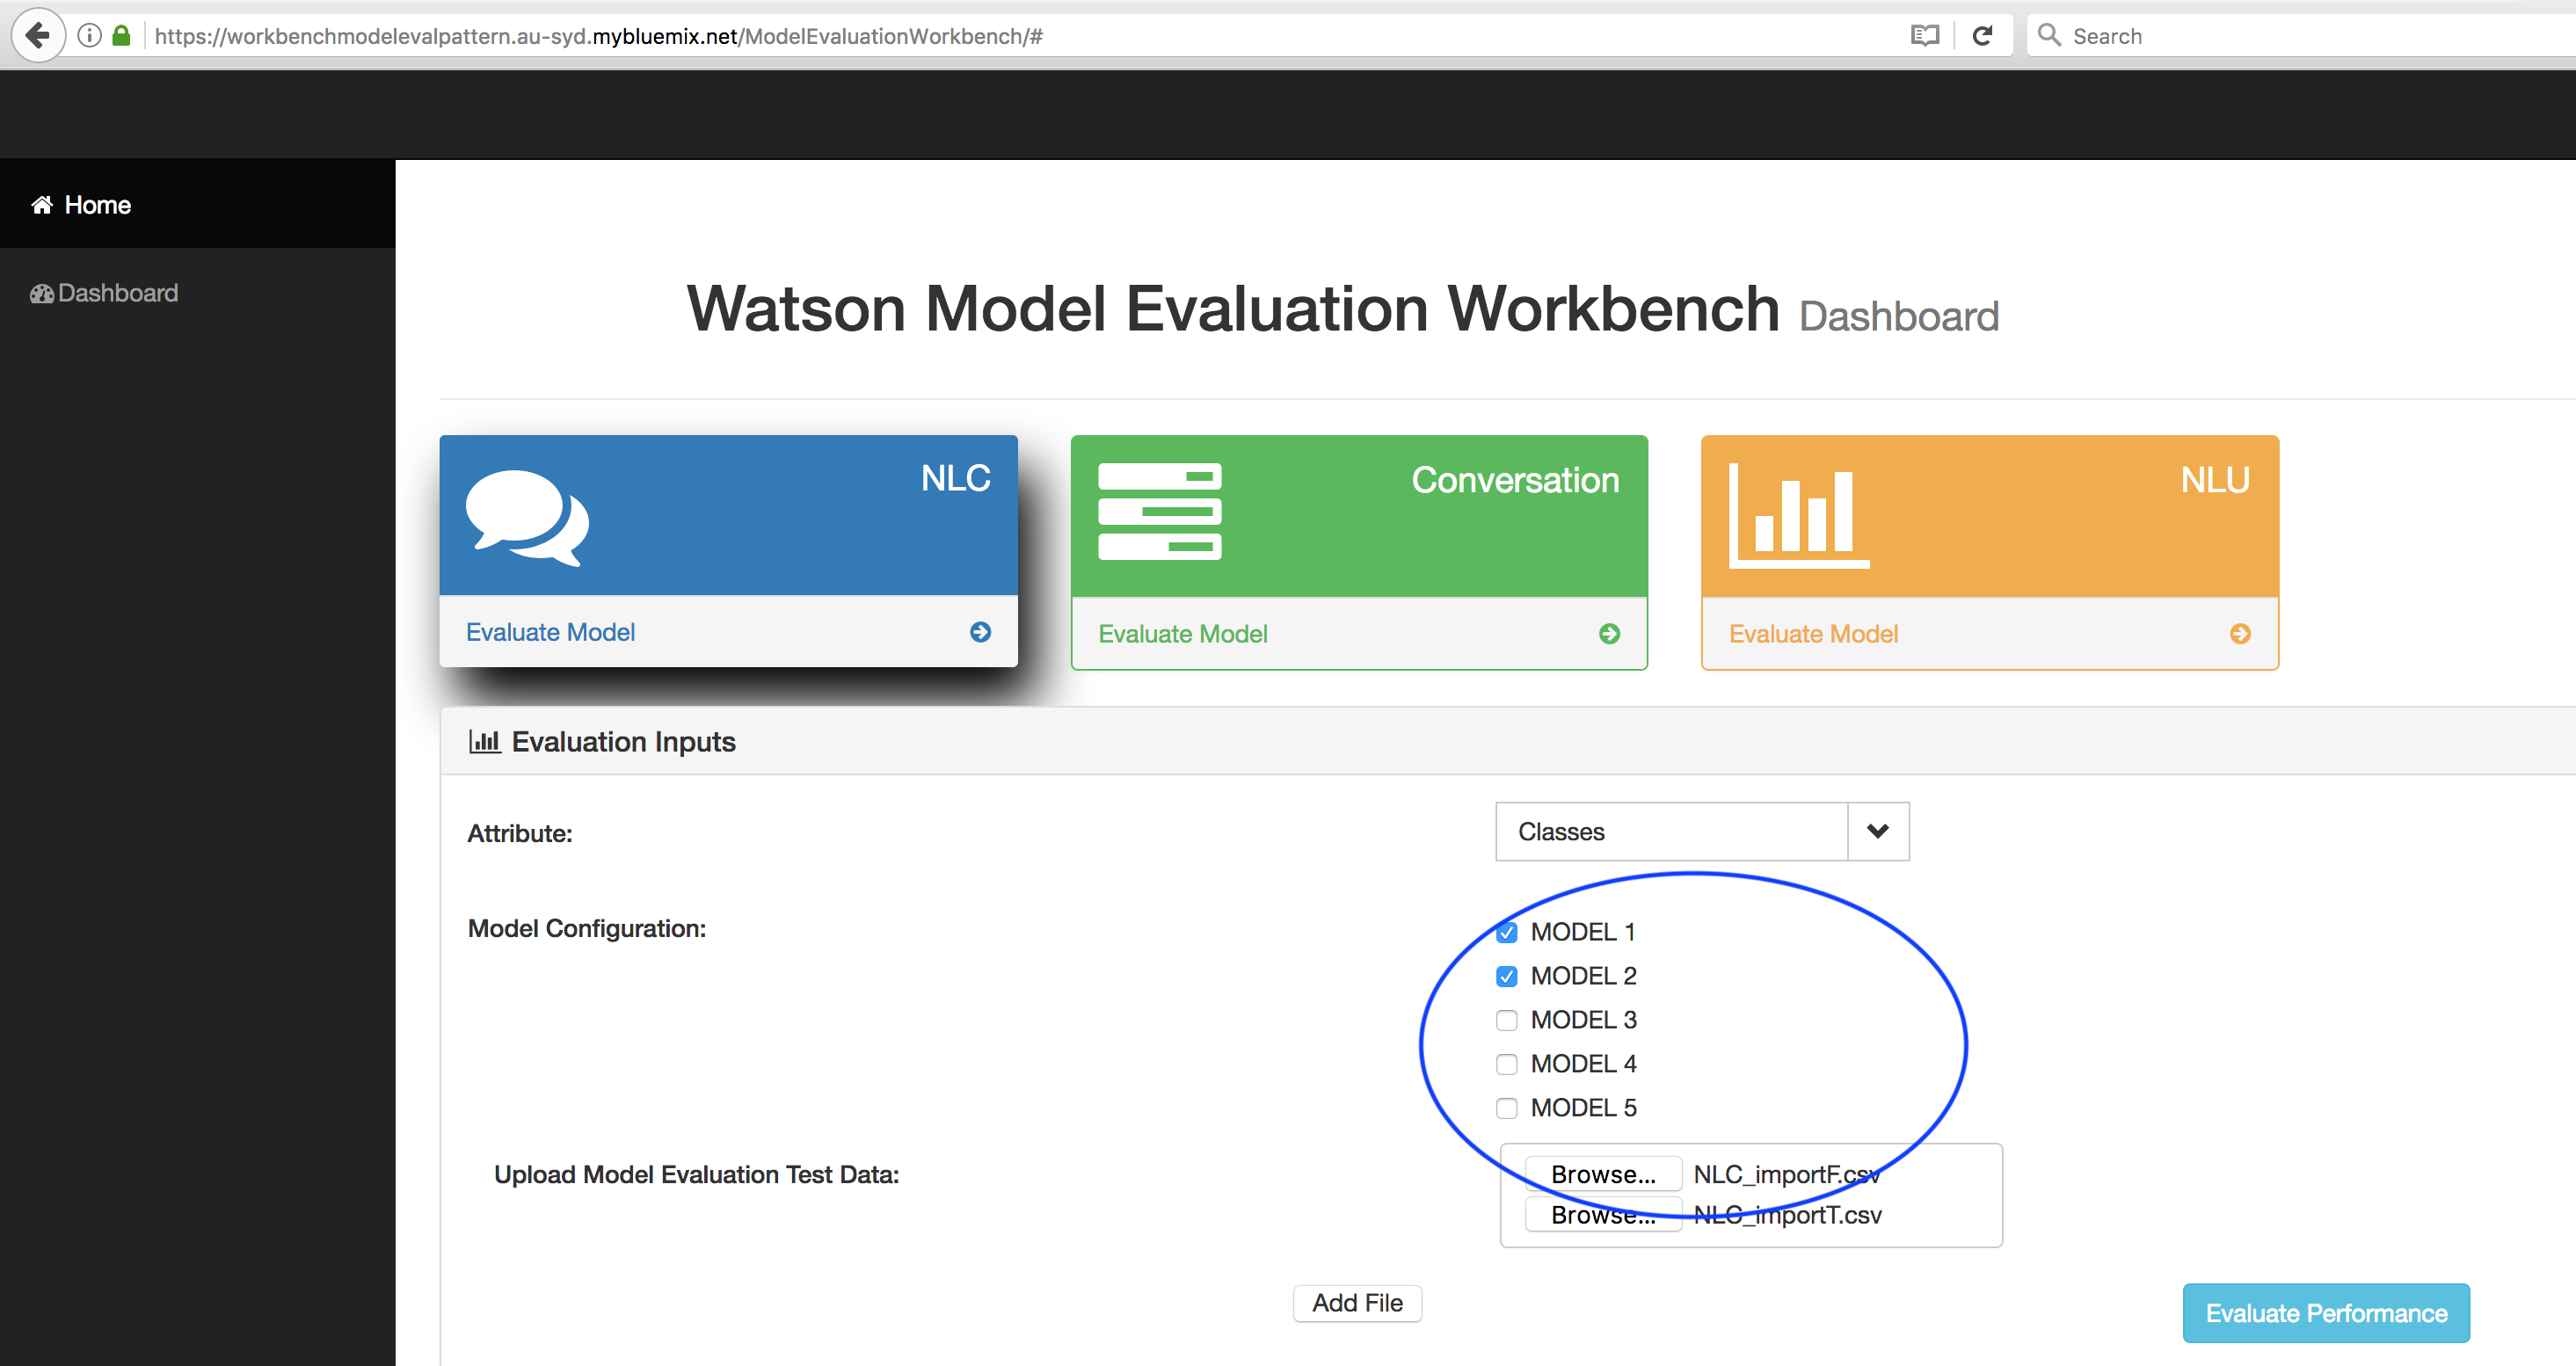 https://workbenchmodelevalpattern.au-syd.mybluemix.net/ModelEvaluationWorkbench/#
Search
Home
Dashboard
Watson Model Evaluation Workbench Dashboard
NLC
Evaluate Model
Conversation
Evaluate Model
NLU
Evaluate Model
Evaluation Inputs
Attribute:
Classes
Model Configuration:
MODEL 1
MODEL 2
MODEL 3
MODEL 4
MODEL 5
Upload Model Evaluation Test Data:
Browse... NLC_importF.csv
Browse... NLC_importT.csv
Add File
Evaluate Performance